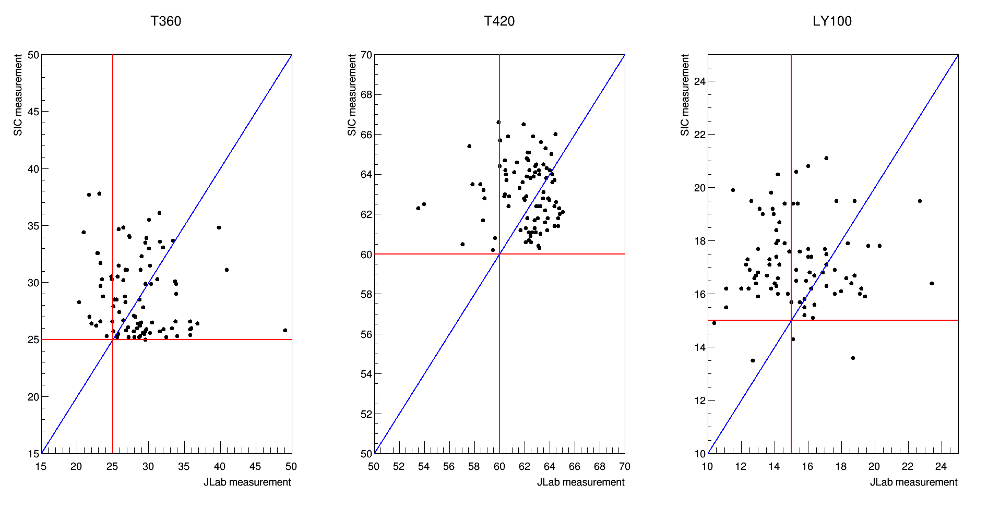 T360
T420
LY100
SIC measurement
50
45
40
35
30
25
20
15
15 20 25 30 35 40 45 50
JLab measurement
SIC measurement
70
68
66
64
62
60
58
56
54
52
50
50 52 54 56 58 60 62 64 66 68 70
JLab measurement
SIC measurement
24
22
20
18
16
14
12
10
10 12 14 16 18 20 22 24
JLab measurement